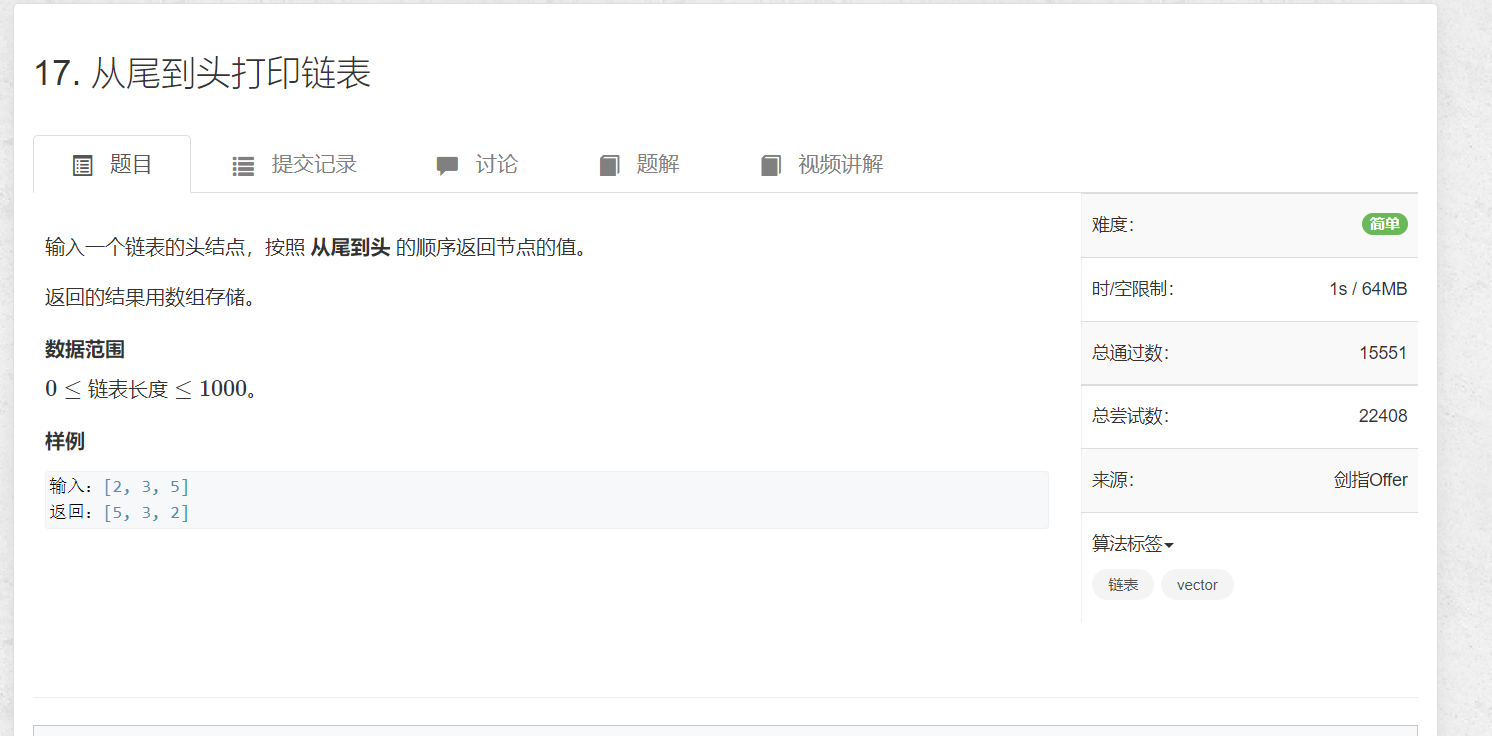 17. 从尾到头打印链表
题目 提交记录 讨论 题解 视频讲解
输入一个链表的头结点，按照 从尾到头 的顺序返回节点的值。
返回的结果用数组存储。
数据范围
0 ≤ 链表长度 ≤ 1000。
样例
输入：[2, 3, 5]
返回：[5, 3, 2]
难度： 简单
时/空限制： 1s / 64MB
总通过数： 15551
总尝试数： 22408
来源： 剑指Offer
算法标签
链表 vector